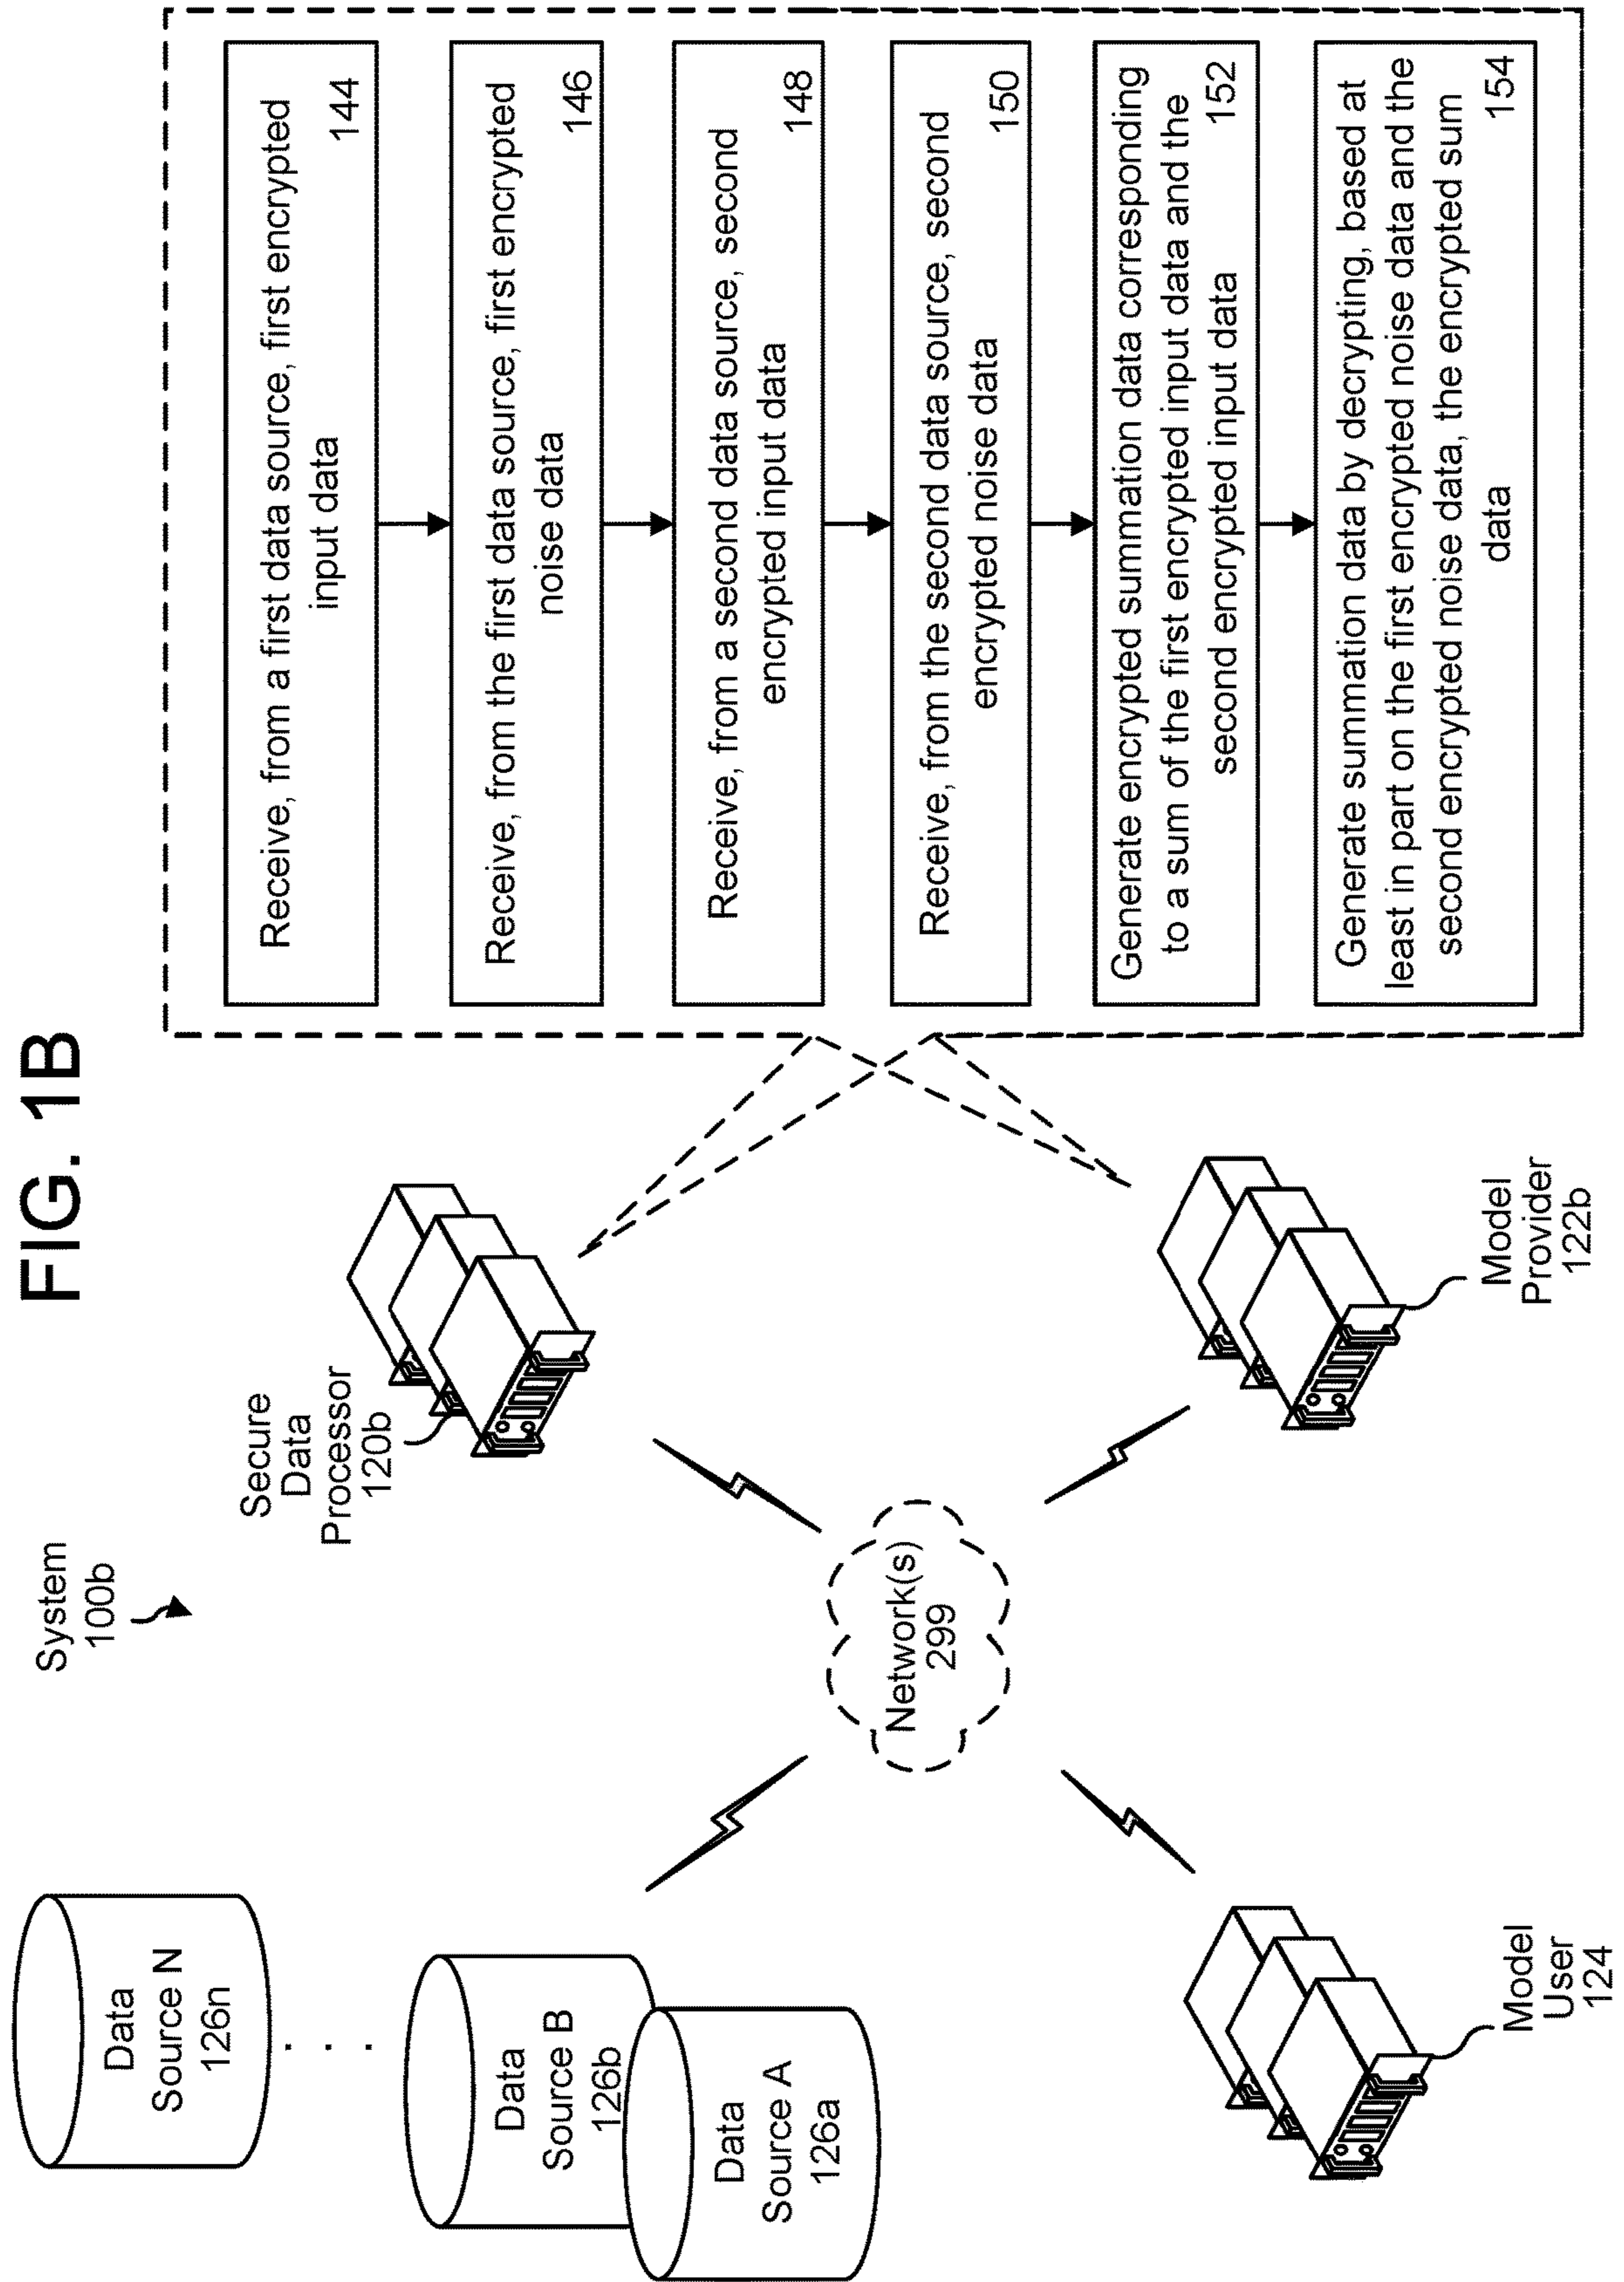 FIG. 1B
System
100b
Data
Source N
126n
. . .
Data
Source B
126b
Data
Source A
126a
Secure
Data
Processor
120b
Network(s)
299
Model
User
124
Model
Provider
122b
Receive, from a first data source, first encrypted
input data
144
Receive, from the first data source, first encrypted
noise data
146
Receive, from a second data source, second
encrypted input data
148
Receive, from the second data source, second
encrypted noise data
150
Generate encrypted summation data corresponding
to a sum of the first encrypted input data and the
second encrypted input data
152
Generate summation data by decrypting, based at
least in part on the first encrypted noise data and the
second encrypted noise data, the encrypted sum
data
154